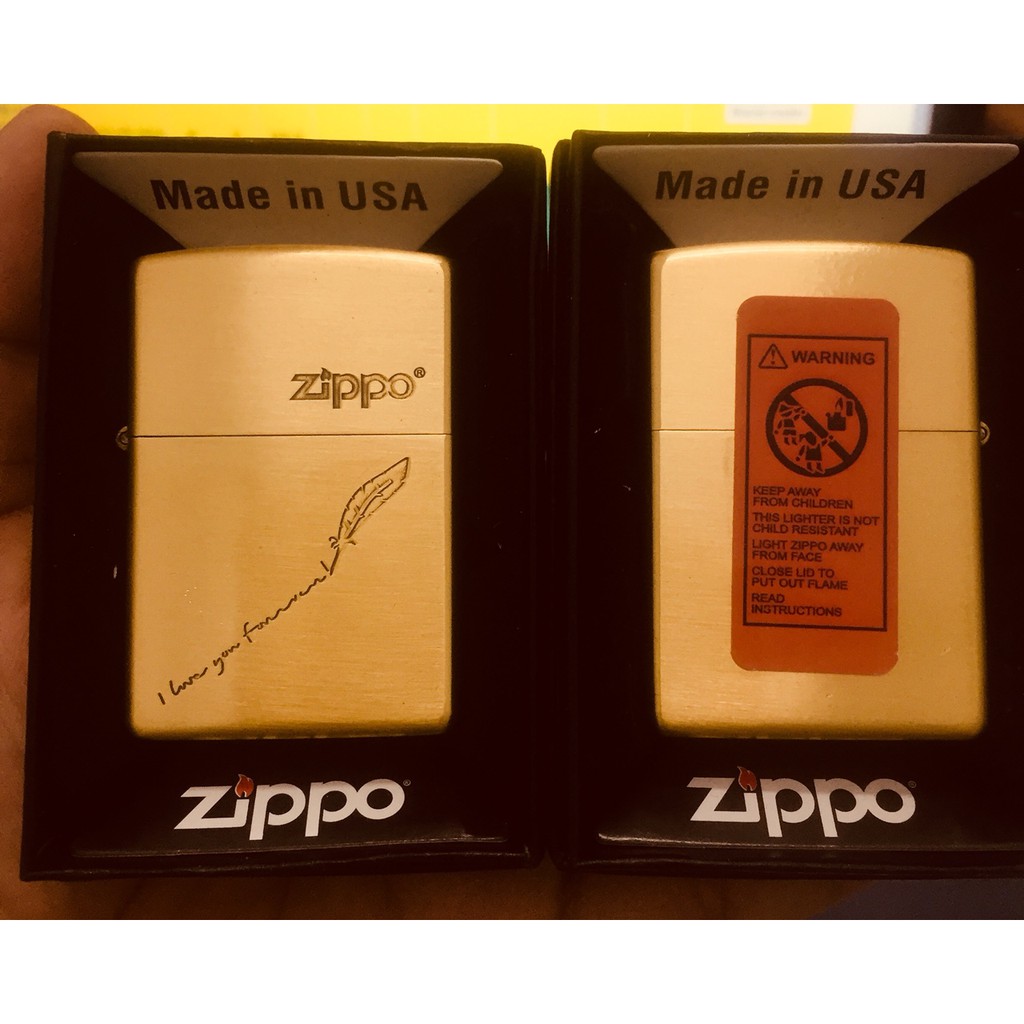 Made in USA
zippo®
I love you forever!
zippo®
Made in USA
WARNING
KEEP AWAY
FROM CHILDREN
THIS LIGHTER IS NOT
CHILD RESISTANT
LIGHT ZIPPO AWAY
FROM FACE
CLOSE LID TO
PUT OUT FLAME
READ
INSTRUCTIONS
zippo®